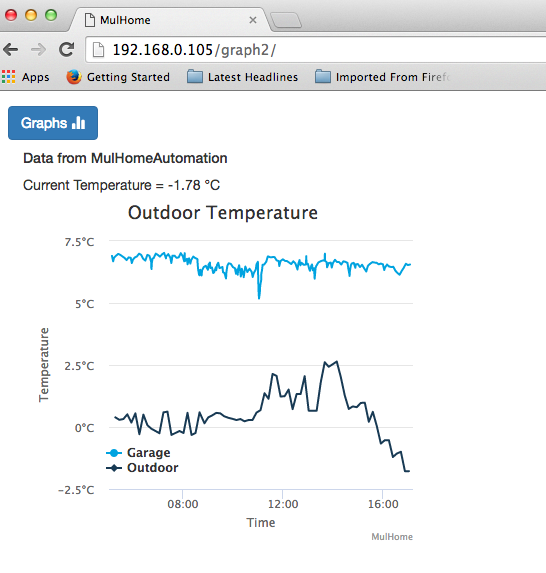 MulHome
192.168.0.105/graph2/
Apps Getting Started Latest Headlines Imported From Firef
Graphs
Data from MulHomeAutomation
Current Temperature = -1.78 °C
Outdoor Temperature
7.5°C
5°C
2.5°C
0°C
−2.5°C
Temperature
Garage
Outdoor
08:00 12:00 16:00
Time
MulHome